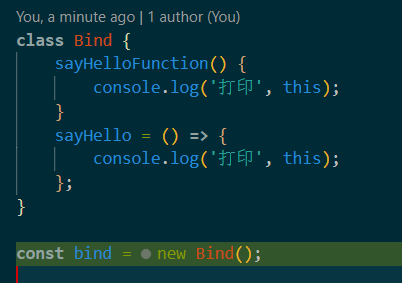 You, a minute ago | 1 author (You)
class Bind {
    sayHelloFunction() {
        console.log('打印', this);
    }
    sayHello = () => {
        console.log('打印', this);
    };
}
const bind = new Bind();